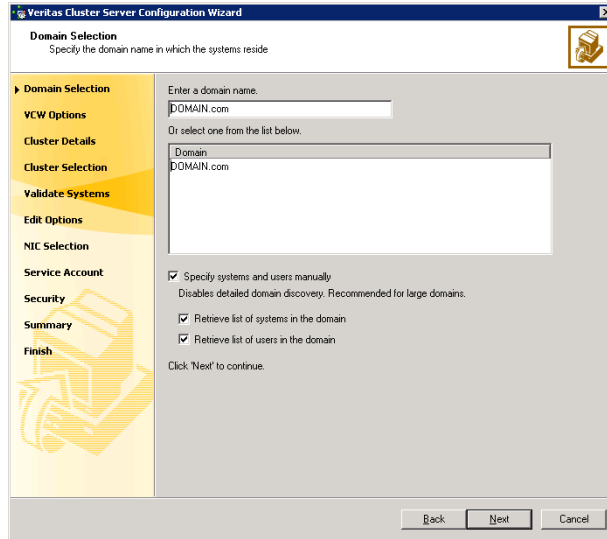 Veritas Cluster Server Configuration Wizard
Domain Selection
Specify the domain name in which the systems reside
Domain Selection
VCW Options
Cluster Details
Cluster Selection
Validate Systems
Edit Options
NIC Selection
Service Account
Security
Summary
Finish
Enter a domain name.
DOMAIN.com
Or select one from the list below.
Domain
DOMAIN.com
Specify systems and users manually
Disables detailed domain discovery. Recommended for large domains.
Retrieve list of systems in the domain
Retrieve list of users in the domain
Click 'Next' to continue.
Back Next Cancel